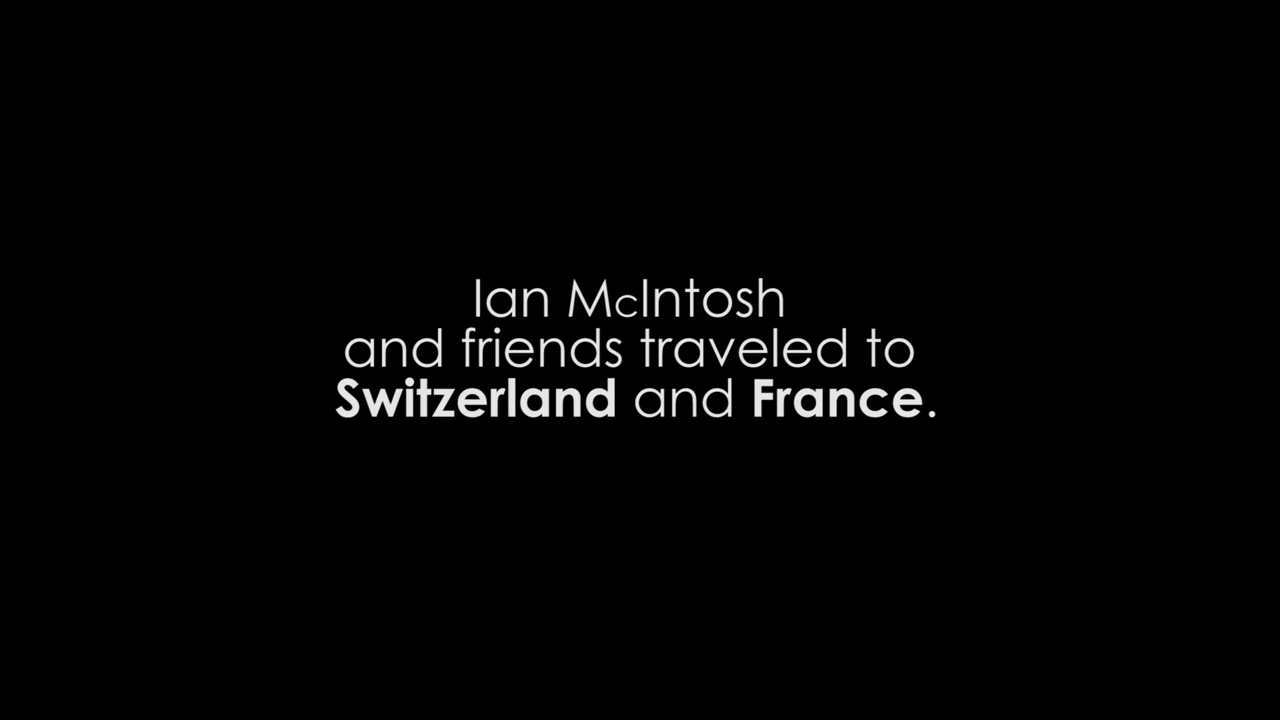 Ian McIntosh
and friends traveled to
Switzerland and France.